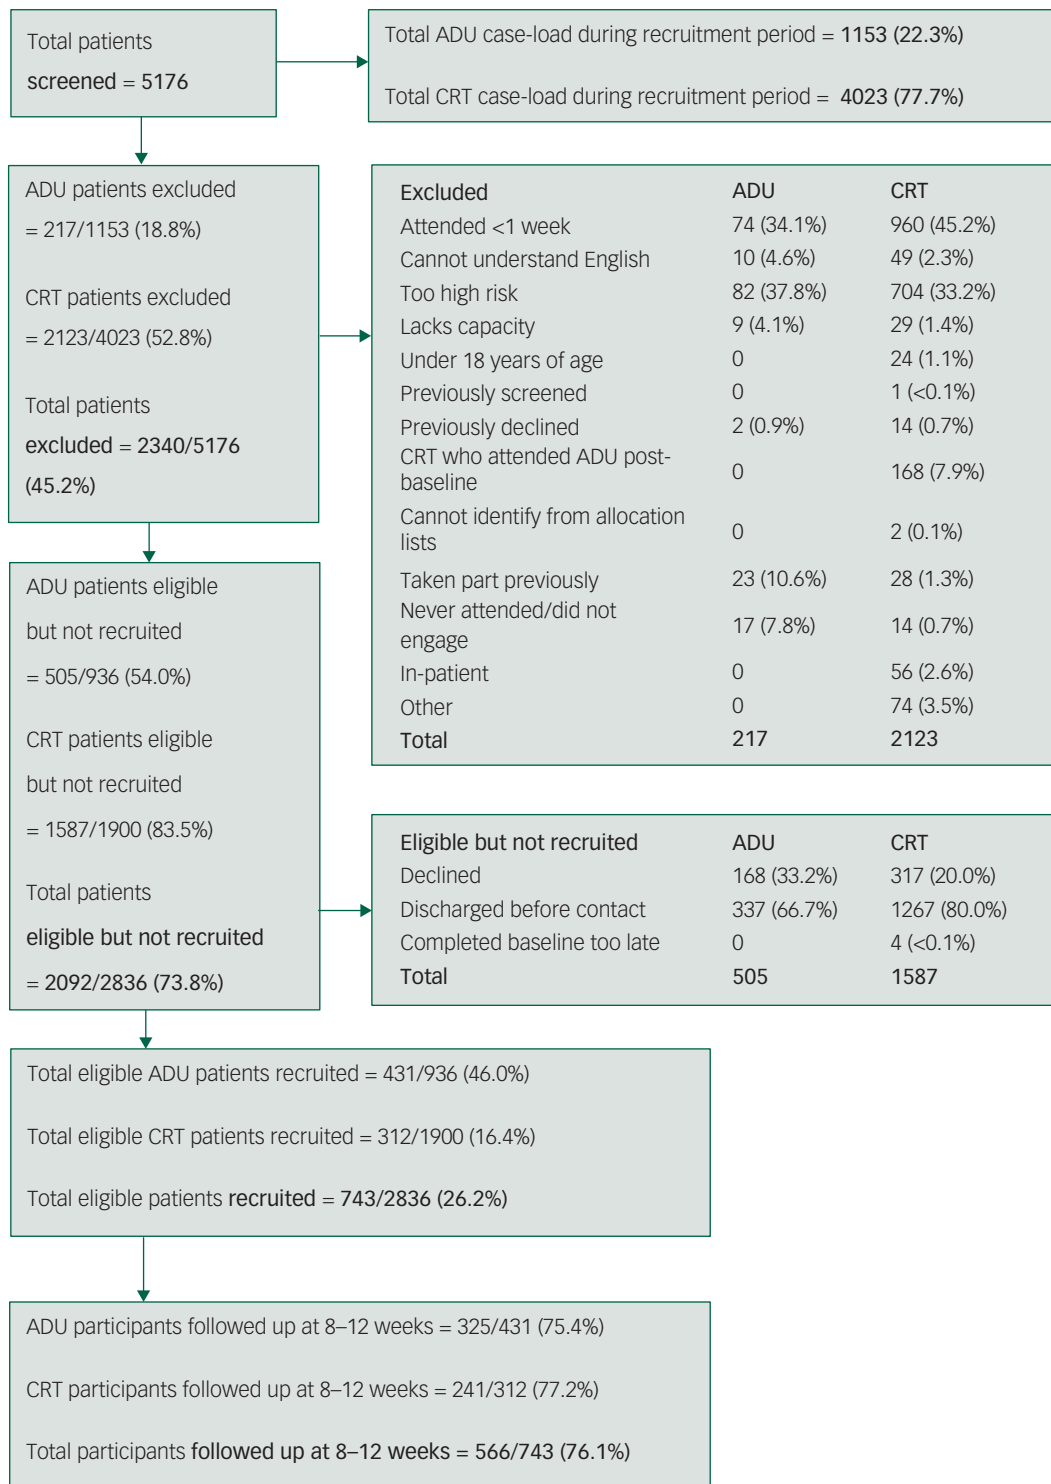 Total patients
screened = 5176
Total ADU case-load during recruitment period = 1153 (22.3%)
Total CRT case-load during recruitment period = 4023 (77.7%)
ADU patients excluded
= 217/1153 (18.8%)
CRT patients excluded
= 2123/4023 (52.8%)
Total patients
excluded = 2340/5176
(45.2%)
Excluded ADU CRT
Attended <1 week 74 (34.1%) 960 (45.2%)
Cannot understand English 10 (4.6%) 49 (2.3%)
Too high risk 82 (37.8%) 704 (33.2%)
Lacks capacity 9 (4.1%) 29 (1.4%)
Under 18 years of age 0 24 (1.1%)
Previously screened 0 1 (<0.1%)
Previously declined 2 (0.9%) 14 (0.7%)
CRT who attended ADU post-
baseline 0 168 (7.9%)
Cannot identify from allocation
lists 0 2 (0.1%)
Taken part previously 23 (10.6%) 28 (1.3%)
Never attended/did not
engage 17 (7.8%) 14 (0.7%)
In-patient 0 56 (2.6%)
Other 0 74 (3.5%)
Total 217 2123
ADU patients eligible
but not recruited
= 505/936 (54.0%)
CRT patients eligible
but not recruited
= 1587/1900 (83.5%)
Total patients
eligible but not recruited
= 2092/2836 (73.8%)
Eligible but not recruited ADU CRT
Declined 168 (33.2%) 317 (20.0%)
Discharged before contact 337 (66.7%) 1267 (80.0%)
Completed baseline too late 0 4 (<0.1%)
Total 505 1587
Total eligible ADU patients recruited = 431/936 (46.0%)
Total eligible CRT patients recruited = 312/1900 (16.4%)
Total eligible patients recruited = 743/2836 (26.2%)
ADU participants followed up at 8–12 weeks = 325/431 (75.4%)
CRT participants followed up at 8–12 weeks = 241/312 (77.2%)
Total participants followed up at 8–12 weeks = 566/743 (76.1%)